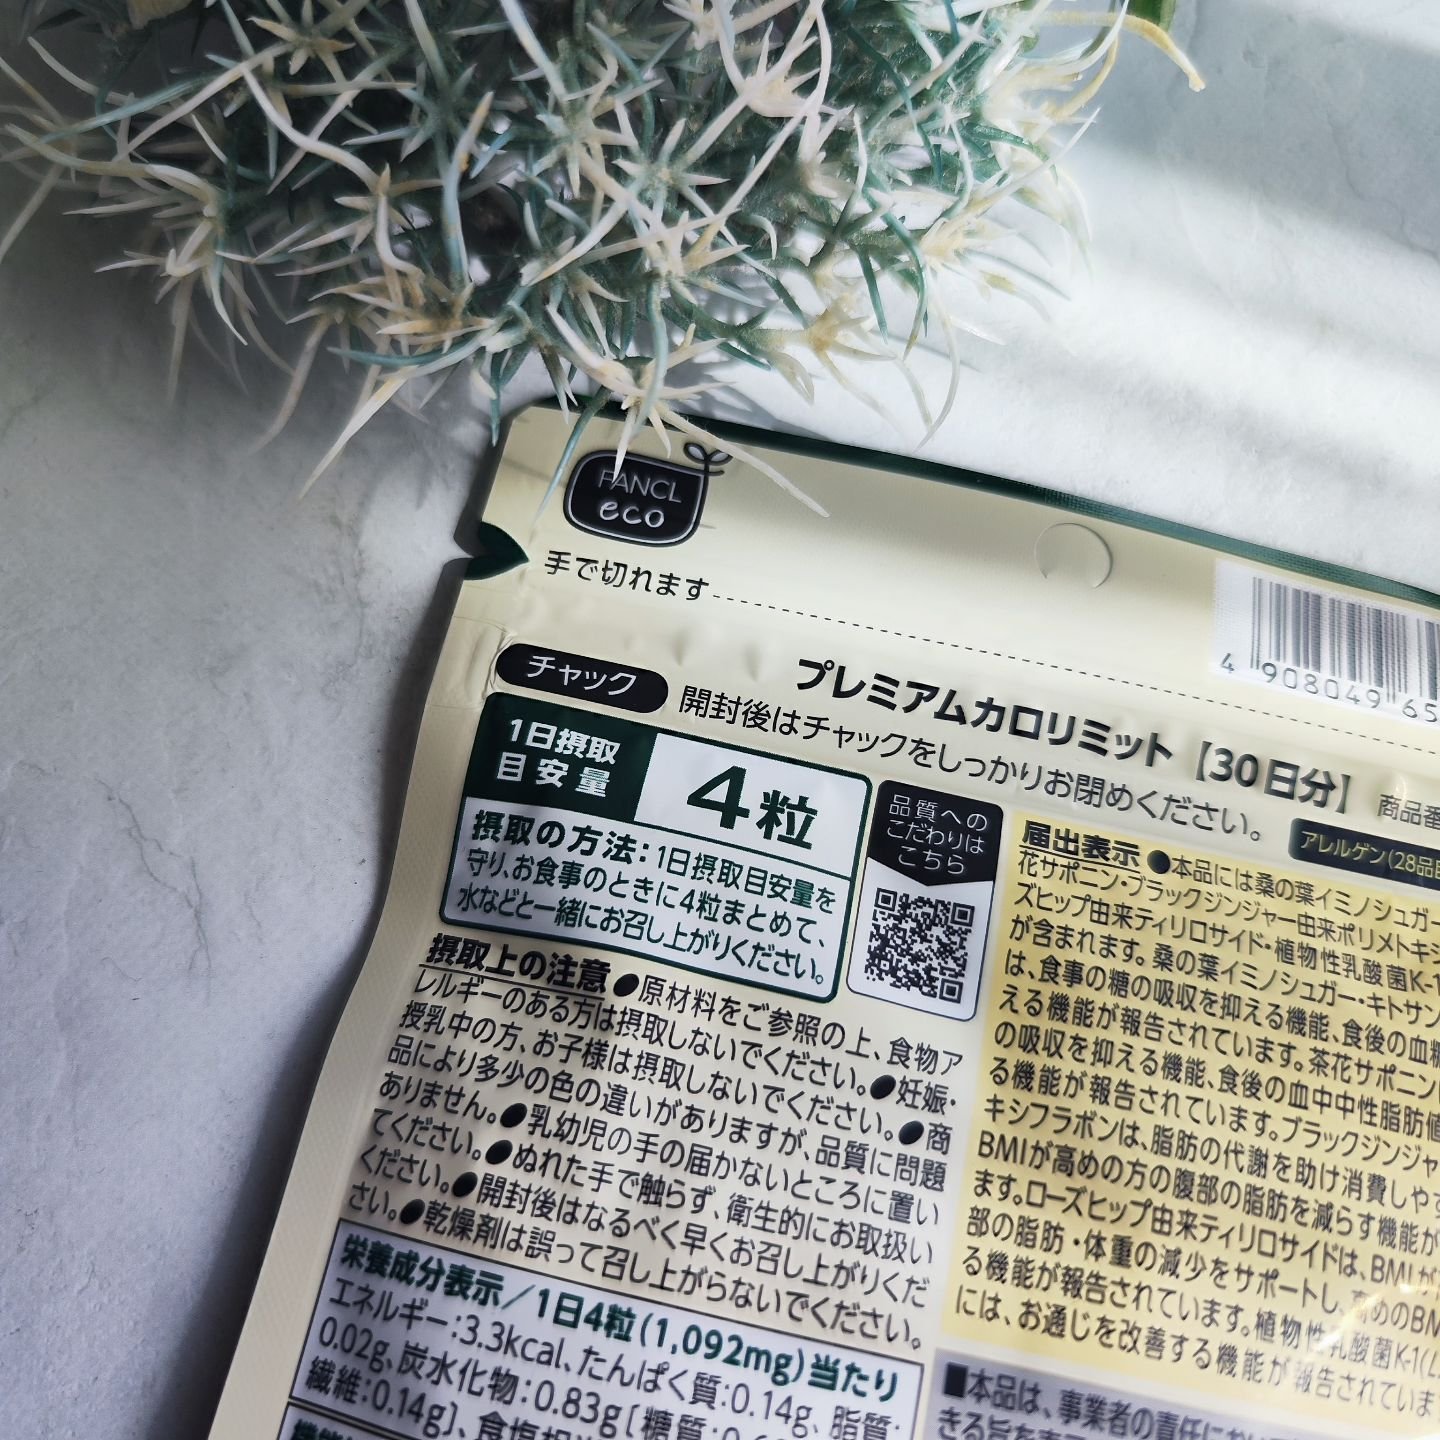 FANCL
eco
手で切れます
4 908049 65
チャック
プレミアムカロリミット【30日分】
商品番
開封後はチャックをしっかりお閉めください。
1日摂取
目安量
4粒
摂取の方法：1日摂取目安量を
守り、お食事のときに4粒まとめて、
水などと一緒にお召し上がりください。
品質への
こだわりは
こちら
アレルゲン(28品目
摂取上の注意 ●原材料をご参照の上、食物ア
レルギーのある方は摂取しないでください。●妊娠・
授乳中の方、お子様は摂取しないでください。●商
品により多少の色の違いがありますが、品質に問題
ありません。●乳幼児の手の届かないところに置い
てください。●ぬれた手で触らず、衛生的にお取扱い
ください。●開封後はなるべく早くお召し上がりくだ
さい。●乾燥剤は誤って召し上がらないでください。
栄養成分表示／1日4粒(1,092mg)当たり
エネルギー：3.3kcal、たんぱく質：0.14g、脂質：
0.02g、炭水化物：0.83g〔糖質：
繊維：0.14g〕、食塩相
届出表示 ●本品には桑の葉イミノシュガー
花サポニン・ブラックジンジャー由来ポリメトキシ
ズヒップ由来ティリロサイド・植物性乳酸菌K-1
が含まれます。桑の葉イミノシュガー・キトサン
は、食事の糖の吸収を抑える機能、食後の血糖
える機能が報告されています。茶花サポニン
の吸収を抑える機能、食後の血中中性脂肪値
る機能が報告されています。ブラックジンジャ
キシフラボンは、脂肪の代謝を助け消費しやす
BMIが高めの方の腹部の脂肪を減らす機能が
ます。ローズヒップ由来ティリロサイドは、BMIが
部の脂肪・体重の減少をサポートし、高めのBM
る機能が報告されています。植物性乳酸菌K-1(L
には、お通じを改善する機能が報告されていま
■本品は、事業者の責任において
きる旨を表